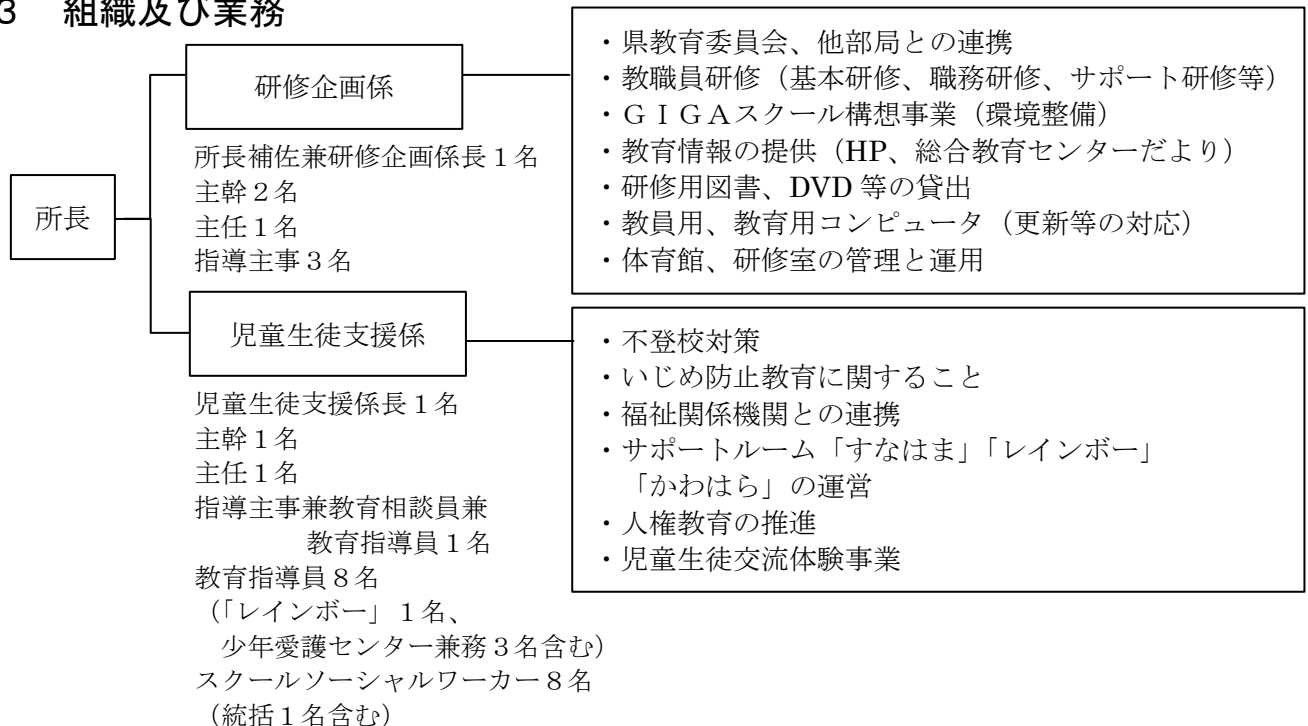 3　組織及び業務
所長
研修企画係
所長補佐兼研修企画係長１名
主幹２名
主任１名
指導主事３名
・県教育委員会、他部局との連携
・教職員研修（基本研修、職務研修、サポート研修等）
・ＧＩＧＡスクール構想事業（環境整備）
・教育情報の提供（HP、総合教育センターだより）
・研修用図書、DVD 等の貸出
・教員用、教育用コンピュータ（更新等の対応）
・体育館、研修室の管理と運用
児童生徒支援係
児童生徒支援係長１名
主幹１名
主任１名
指導主事兼教育相談員兼
教育指導員１名
教育指導員８名
（「レインボー」１名、
少年愛護センター兼務３名含む）
スクールソーシャルワーカー８名
（統括１名含む）
・不登校対策
・いじめ防止教育に関すること
・福祉関係機関との連携
・サポートルーム「すなはま」「レインボー」
「かわはら」の運営
・人権教育の推進
・児童生徒交流体験事業